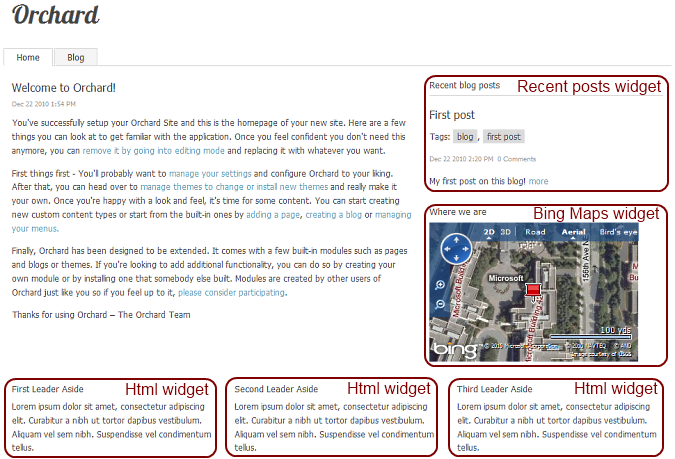 Orchard
Home
Blog
Welcome to Orchard!
Dec 22 2010 1:54 PM
You've successfully setup your Orchard Site and this is the homepage of your new site. Here are a few
things you can look at to get familiar with the application. Once you feel confident you don't need this
anymore, you can remove it by going into editing mode and replacing it with whatever you want.
First things first - You'll probably want to manage your settings and configure Orchard to your liking.
After that, you can head over to manage themes to change or install new themes and really make it
your own. Once you're happy with a look and feel, it's time for some content. You can start creating
new custom content types or start from the built-in ones by adding a page, creating a blog or managing
your menus.
Finally, Orchard has been designed to be extended. It comes with a few built-in modules such as pages
and blogs or themes. If you're looking to add additional functionality, you can do so by creating your
own module or by installing one that somebody else built. Modules are created by other users of
Orchard just like you so if you feel up to it, please consider participating.
Thanks for using Orchard – The Orchard Team
Recent blog posts
Recent posts widget
First post
Tags: blog, first post
Dec 22 2010 2:20 PM 0 Comments
My first post on this blog! more
Where we are
Bing Maps widget
2D 3D Road Aerial Bird's eye
Microsoft
156th Ave
Microsoft Building
100 yds
bing
© 2010 Microsoft Corporation © 2010 NAVTEQ © AND
Image courtesy of USGS
First Leader Aside
Html widget
Lorem ipsum dolor sit amet, consectetur adipiscing
elit. Curabitur a nibh ut tortor dapibus vestibulum.
Aliquam vel sem nibh. Suspendisse vel condimentum
tellus.
Second Leader Aside
Html widget
Lorem ipsum dolor sit amet, consectetur adipiscing
elit. Curabitur a nibh ut tortor dapibus vestibulum.
Aliquam vel sem nibh. Suspendisse vel condimentum
tellus.
Third Leader Aside
Html widget
Lorem ipsum dolor sit amet, consectetur adipiscing
elit. Curabitur a nibh ut tortor dapibus vestibulum.
Aliquam vel sem nibh. Suspendisse vel condimentum
tellus.